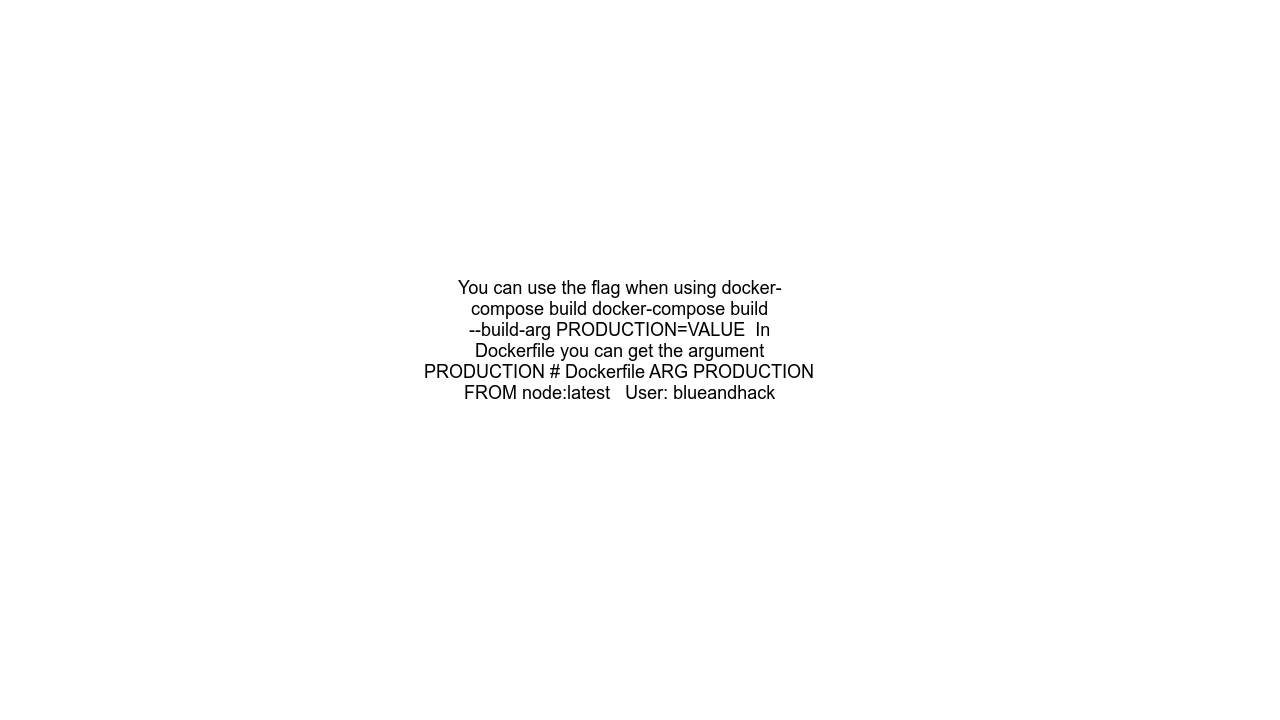 You can use the flag when using docker-
compose build docker-compose build
--build-arg PRODUCTION=VALUE  In
Dockerfile you can get the argument
PRODUCTION # Dockerfile ARG PRODUCTION
FROM node:latest   User: blueandhack